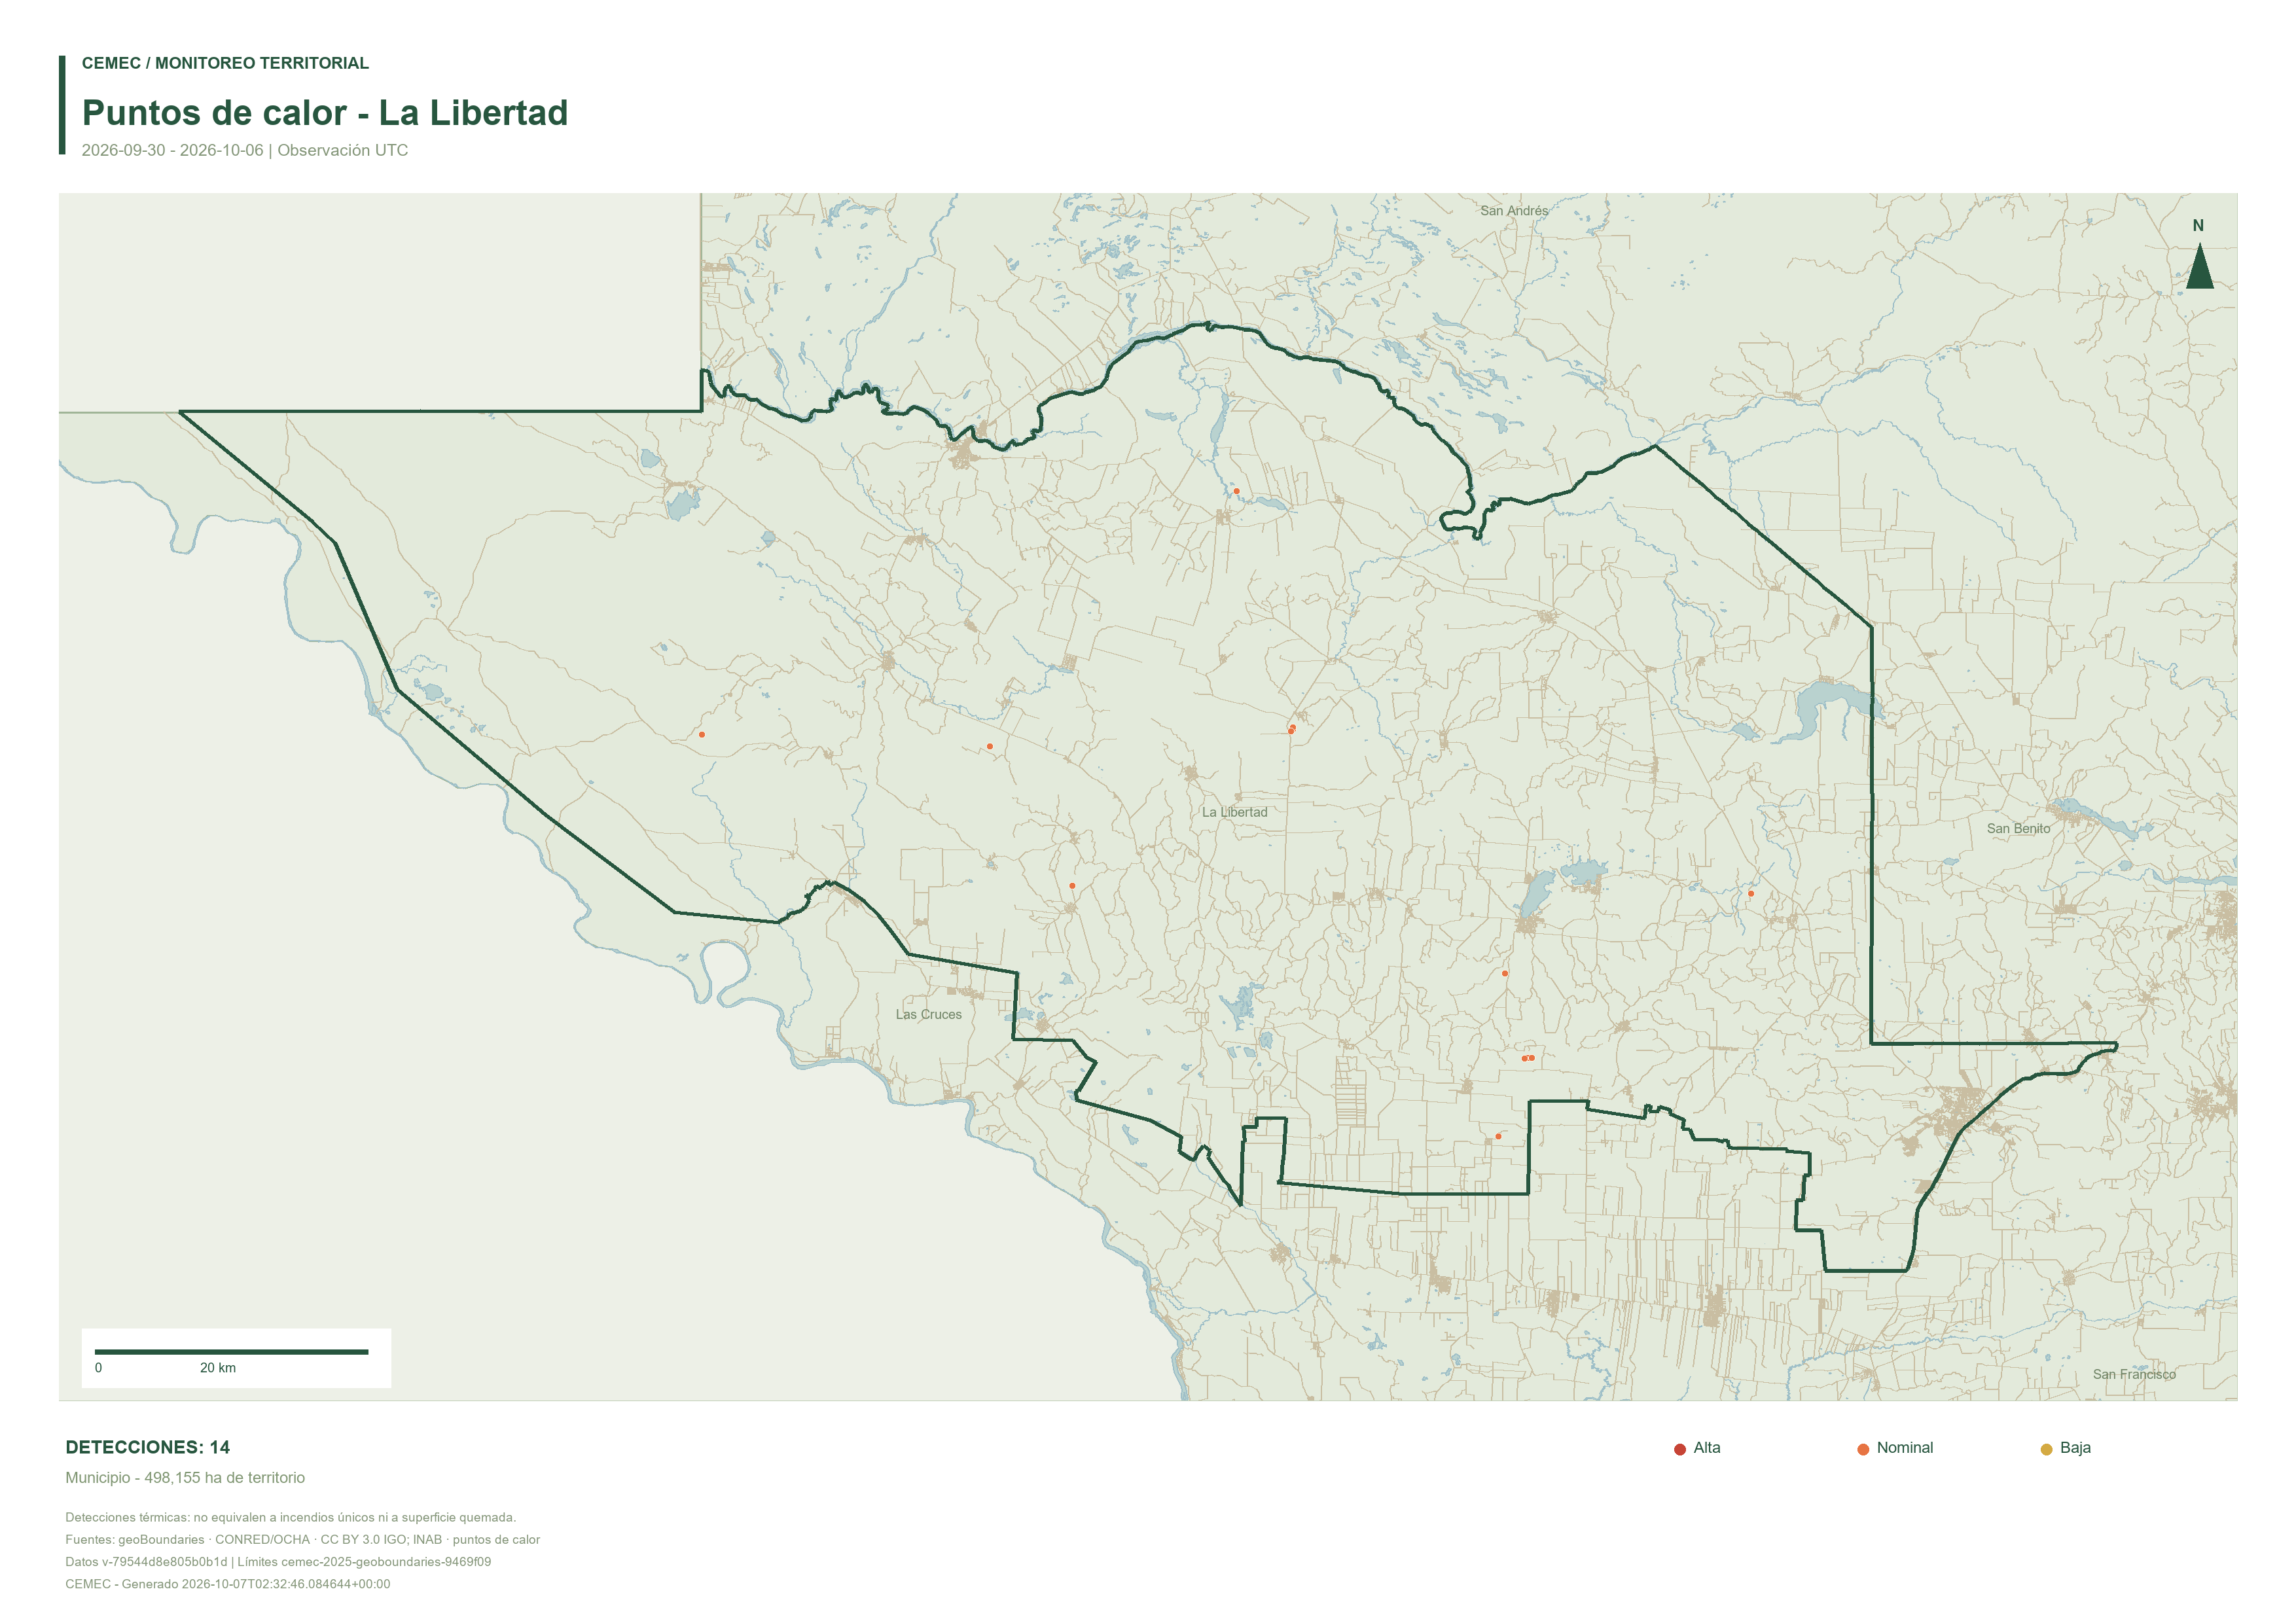 CEMEC / MONITOREO TERRITORIAL
Puntos de calor - La Libertad
2026-09-30 - 2026-10-06 | Observación UTC
San Andrés
N
La Libertad
San Benito
Las Cruces
San Francisco
0 20 km
DETECCIONES: 14
Alta Nominal Baja
Municipio - 498,155 ha de territorio
Detecciones térmicas: no equivalen a incendios únicos ni a superficie quemada.
Fuentes: geoBoundaries · CONRED/OCHA · CC BY 3.0 IGO; INAB · puntos de calor
Datos v-79544d8e805b0b1d | Límites cemec-2025-geoboundaries-9469f09
CEMEC - Generado 2026-10-07T02:32:46.084644+00:00